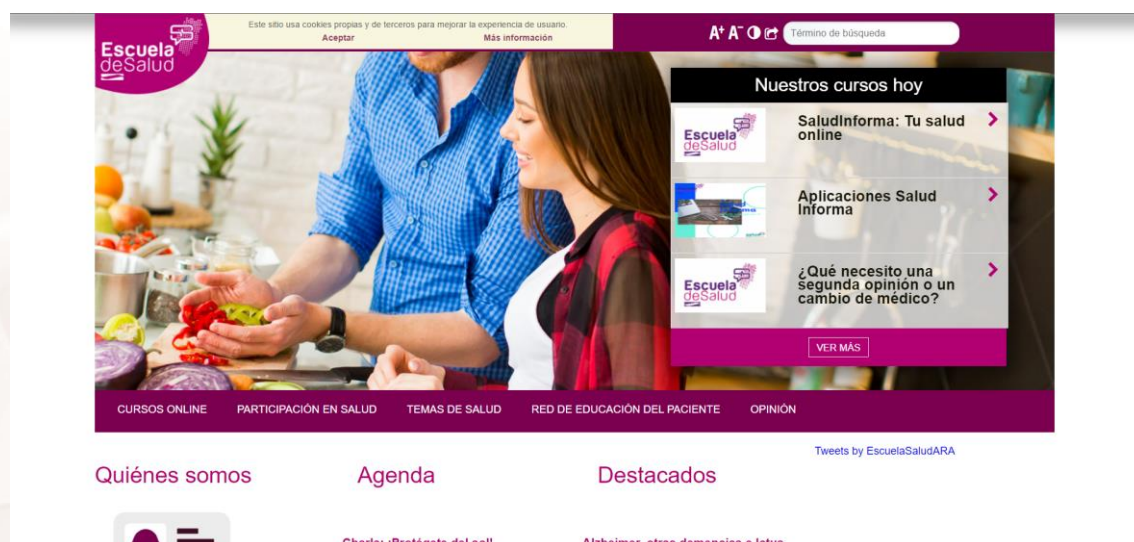 Escuela
deSalud
Este sitio usa cookies propias y de terceros para mejorar la experiencia de usuario.
Aceptar
Más información
A+ A-
Término de búsqueda
Nuestros cursos hoy
Escuela
deSalud
SaludInforma: Tu salud
online
Aplicaciones Salud
Informa
Escuela
deSalud
¿Qué necesito una
segunda opinión o un
cambio de médico?
VER MÁS
CURSOS ONLINE
PARTICIPACIÓN EN SALUD
TEMAS DE SALUD
RED DE EDUCACIÓN DEL PACIENTE
OPINIÓN
Tweets by EscuelaSaludARA
Quiénes somos
Agenda
Destacados